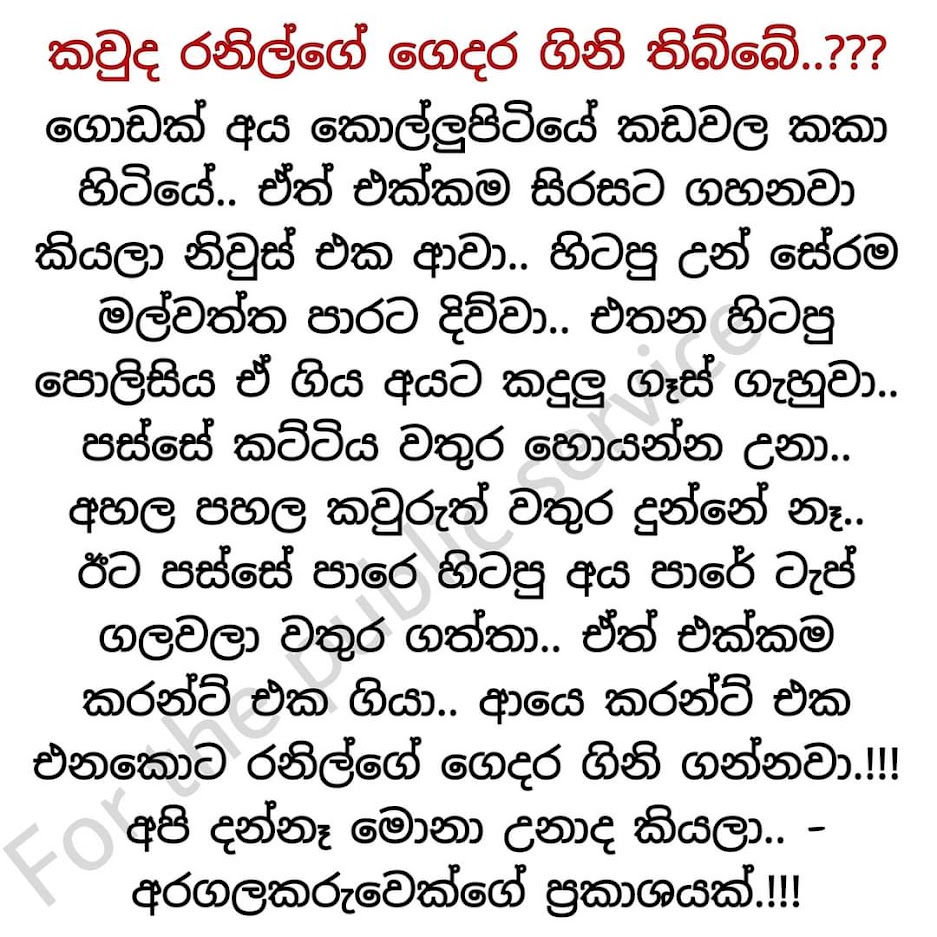 කවුද රනිල්ගේ ගෙදර ගිනි තිබ්බේ..???
ගොඩක් අය කොල්ලුපිටියේ කඩවල කකා
හිටියේ.. ඒත් එක්කම සිරසට ගහනවා
කියලා නිවුස් එක ආවා.. හිටපු උන් සේරම
මල්වත්ත පාරට දිව්වා.. එතන හිටපු
පොලිසිය ඒ ගිය අයට කදුලු ගෑස් ගැහුවා..
පස්සේ කට්ටිය වතුර හොයන්න උනා..
අහල පහල කවුරුත් වතුර දුන්නේ නෑ..
ඊට පස්සේ පාරෙ හිටපු අය පාරේ ටැප්
ගලවලා වතුර ගත්තා.. ඒත් එක්කම
කරන්ට් එක ගියා.. ආයෙ කරන්ට් එක
එනකොට රනිල්ගේ ගෙදර ගිනි ගන්නවා.!!!
අපි දන්නෑ මොනා උනාද කියලා.. -
අරගලකරුවෙක්ගේ ප්‍රකාශයක්.!!!
For the public service